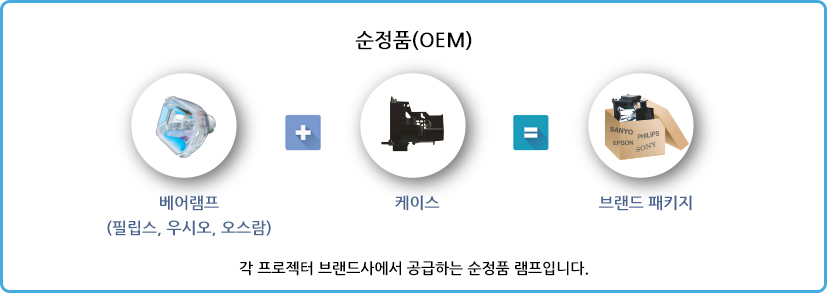 순정품(OEM)
SANYO PHILIPS
EPSON SONY
베어램프
(필립스, 우시오, 오스람)
케이스
브랜드 패키지
각 프로젝터 브랜드사에서 공급하는 순정품 램프입니다.